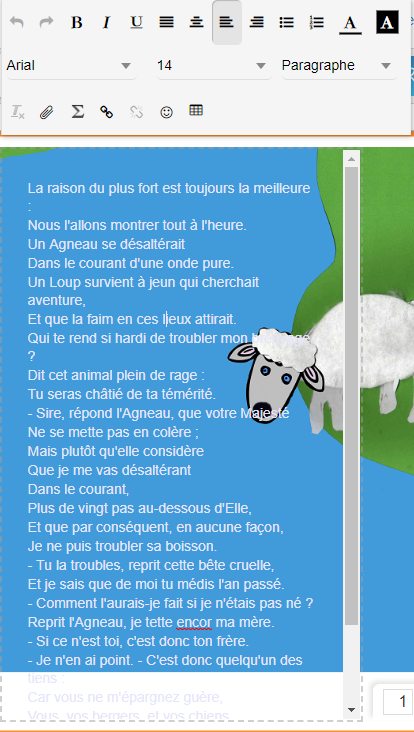 B I U A A
Arial 14 Paragraphe
La raison du plus fort est toujours la meilleure
:
Nous l'allons montrer tout à l'heure.
Un Agneau se désaltérait
Dans le courant d'une onde pure.
Un Loup survient à jeun qui cherchait
aventure,
Et que la faim en ces lieux attirait.
Qui te rend si hardi de troubler mon
?
Dit cet animal plein de rage :
Tu seras châtié de ta témérité.
- Sire, répond l'Agneau, que votre Majesté
Ne se mette pas en colère ;
Mais plutôt qu'elle considère
Que je me vas désaltérant
Dans le courant,
Plus de vingt pas au-dessous d'Elle,
Et que par conséquent, en aucune façon,
Je ne puis troubler sa boisson.
- Tu la troubles, reprit cette bête cruelle,
Et je sais que de moi tu médis l'an passé.
- Comment l'aurais-je fait si je n'étais pas né ?
Reprit l'Agneau, je tette encor ma mère.
- Si ce n'est toi, c'est donc ton frère.
- Je n'en ai point. - C'est donc quelqu'un des
tiens :
Car vous ne m'épargnez guère,
Vous, vos bergers, et vos chiens.
1